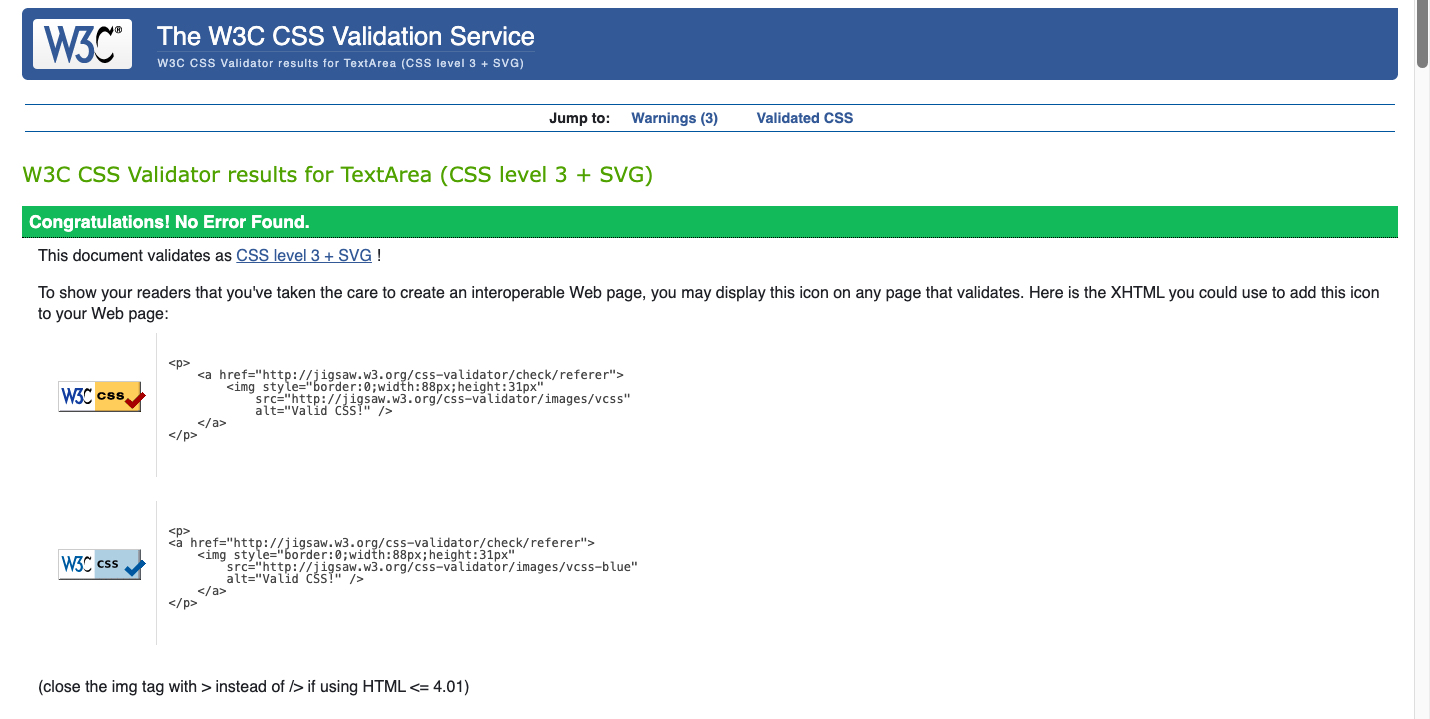 W3C®
The W3C CSS Validation Service
W3C CSS Validator results for TextArea (CSS level 3 + SVG)
Jump to: Warnings (3) Validated CSS
W3C CSS Validator results for TextArea (CSS level 3 + SVG)
Congratulations! No Error Found.
This document validates as CSS level 3 + SVG !
To show your readers that you've taken the care to create an interoperable Web page, you may display this icon on any page that validates. Here is the XHTML you could use to add this icon
to your Web page:
W3C css
<p>
    <a href="http://jigsaw.w3.org/css-validator/check/referer">
        <img style="border:0;width:88px;height:31px"
            src="http://jigsaw.w3.org/css-validator/images/vcss"
            alt="Valid CSS!" />
    </a>
</p>
W3C css
<p>
<a href="http://jigsaw.w3.org/css-validator/check/referer">
    <img style="border:0;width:88px;height:31px"
        src="http://jigsaw.w3.org/css-validator/images/vcss-blue"
        alt="Valid CSS!" />
    </a>
</p>
(close the img tag with > instead of /> if using HTML <= 4.01)